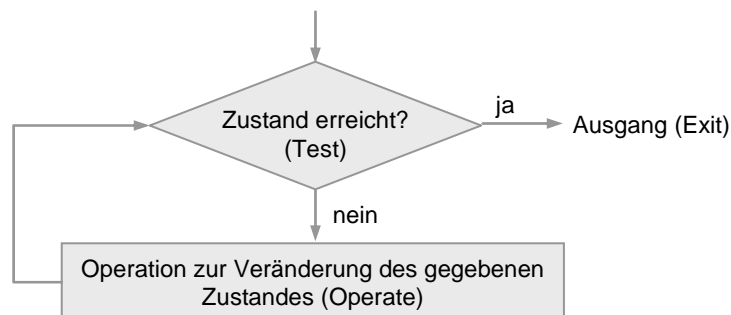 Zustand erreicht?
(Test)
ja
Ausgang (Exit)
nein
Operation zur Veränderung des gegebenen
Zustandes (Operate)